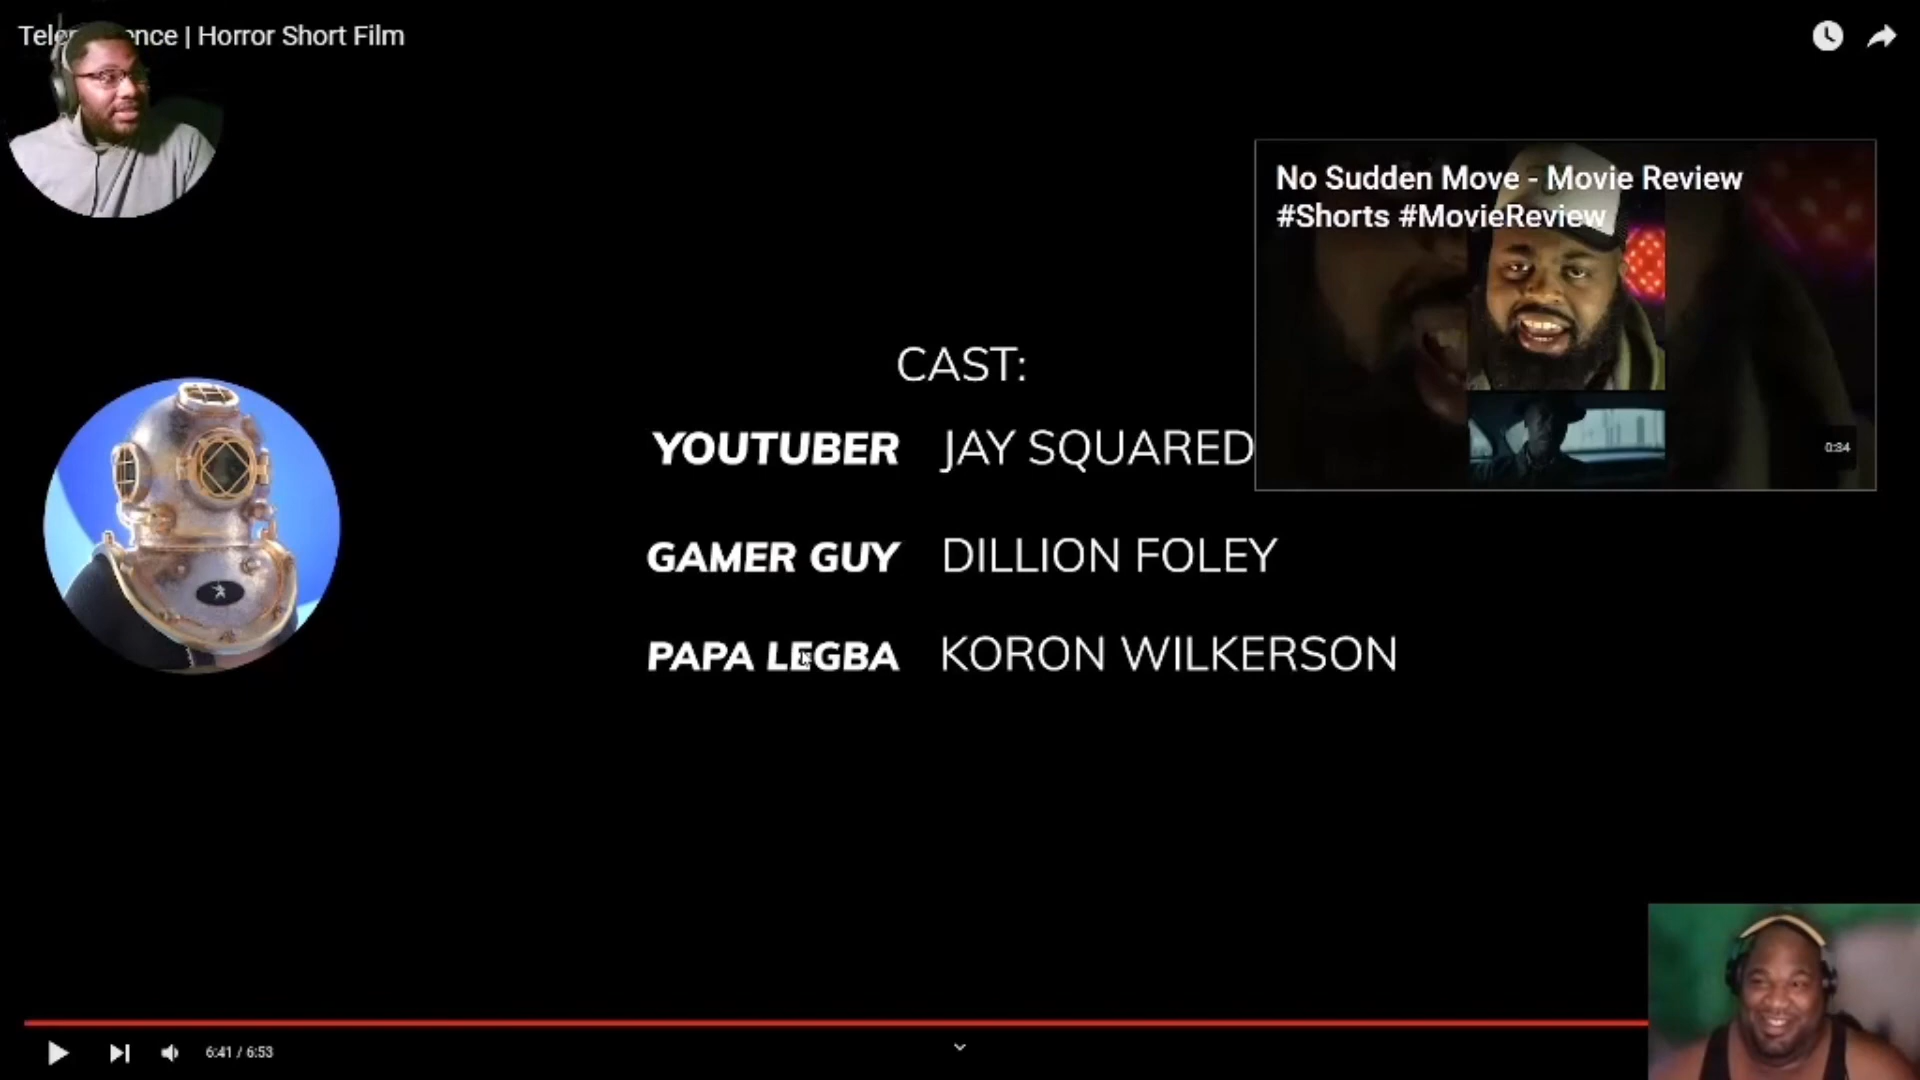 Tele nce | Horror Short Film
No Sudden Move - Movie Review
#Shorts #MovieReview
0:34
CAST:
YOUTUBER JAY SQUARED
GAMER GUY DILLION FOLEY
PAPA LEGBA KORON WILKERSON
6:41 / 6:53